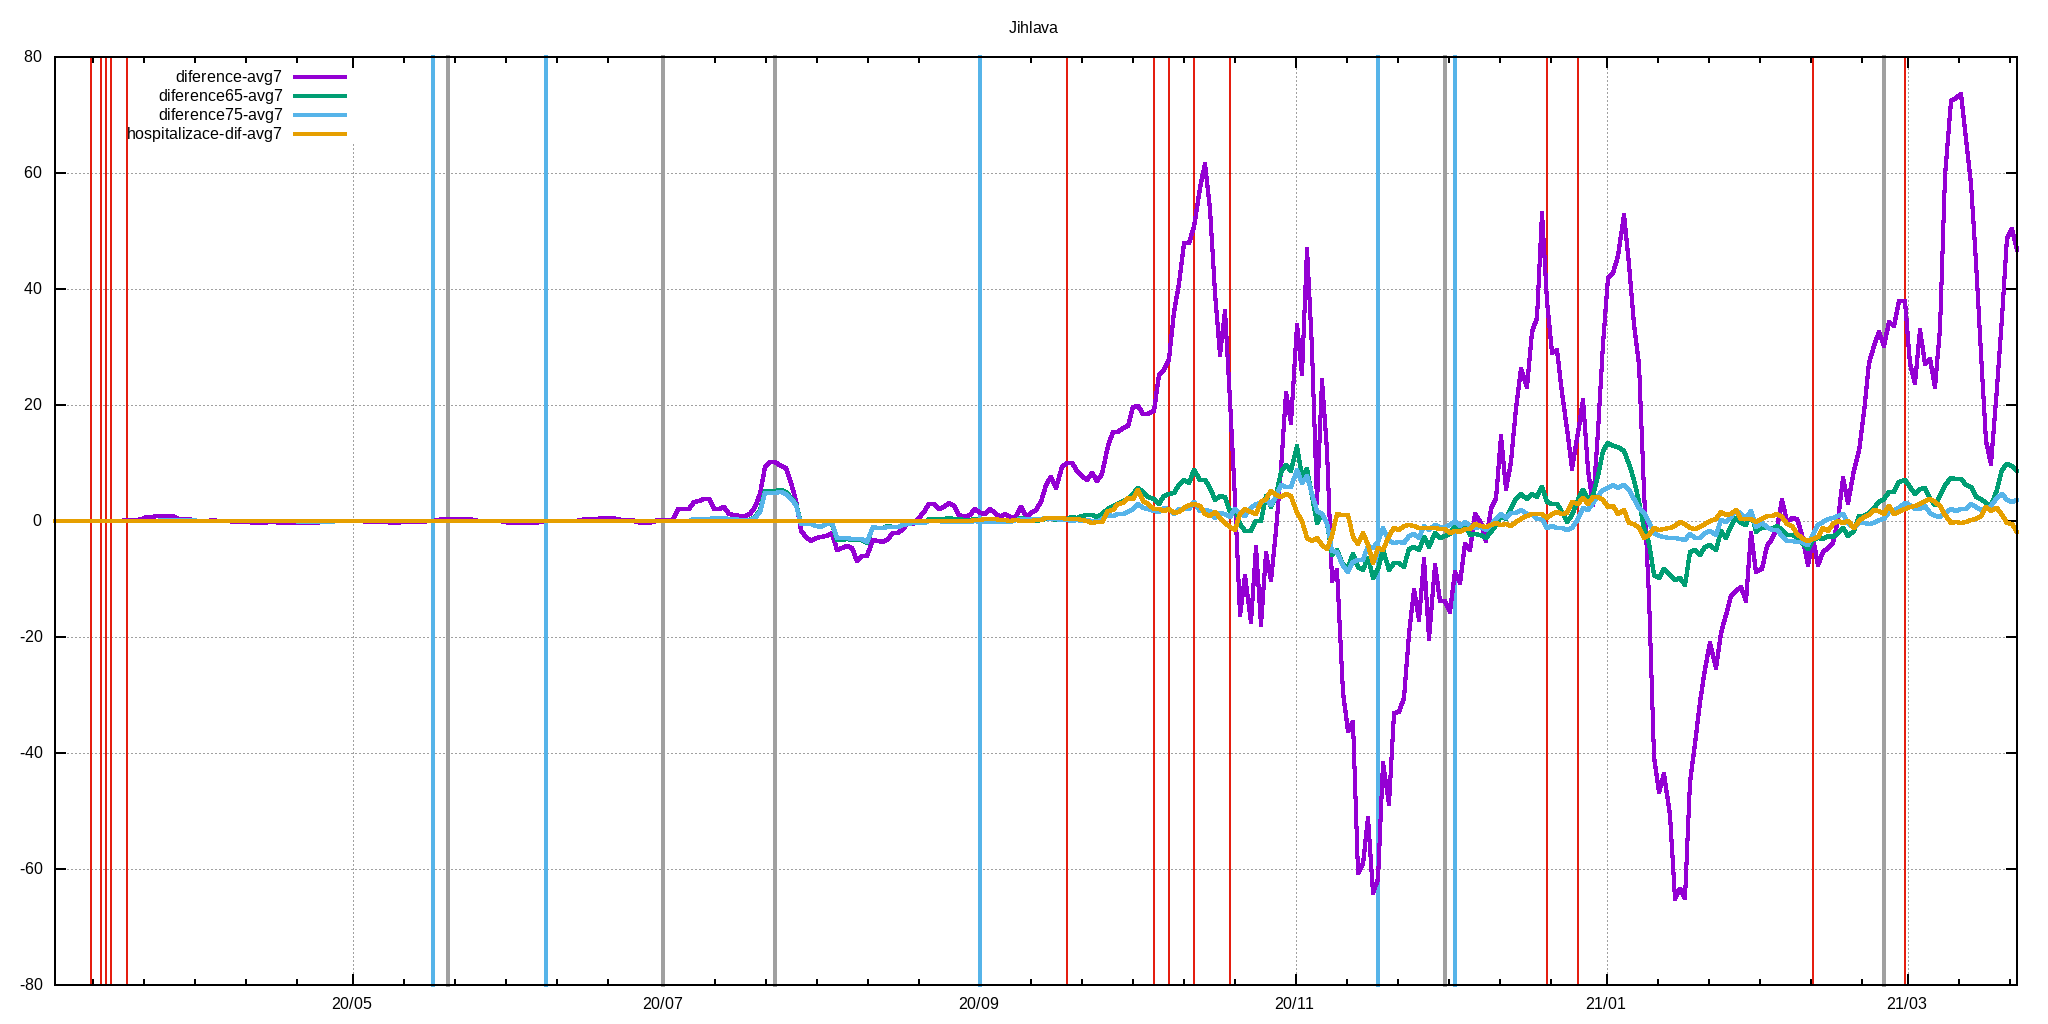 Jihlava
80
60
40
20
0
-20
-40
-60
-80
diference-avg7
diference65-avg7
diference75-avg7
hospitalizace-dif-avg7
20/05 20/07 20/09 20/11 21/01 21/03